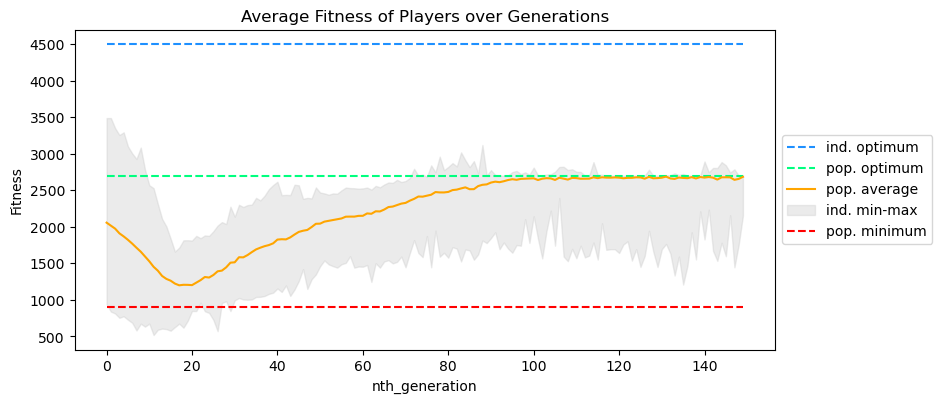 Average Fitness of Players over Generations
Fitness
4500
4000
3500
3000
2500
2000
1500
1000
500
0 20 40 60 80 100 120 140
nth_generation
ind. optimum
pop. optimum
pop. average
ind. min-max
pop. minimum